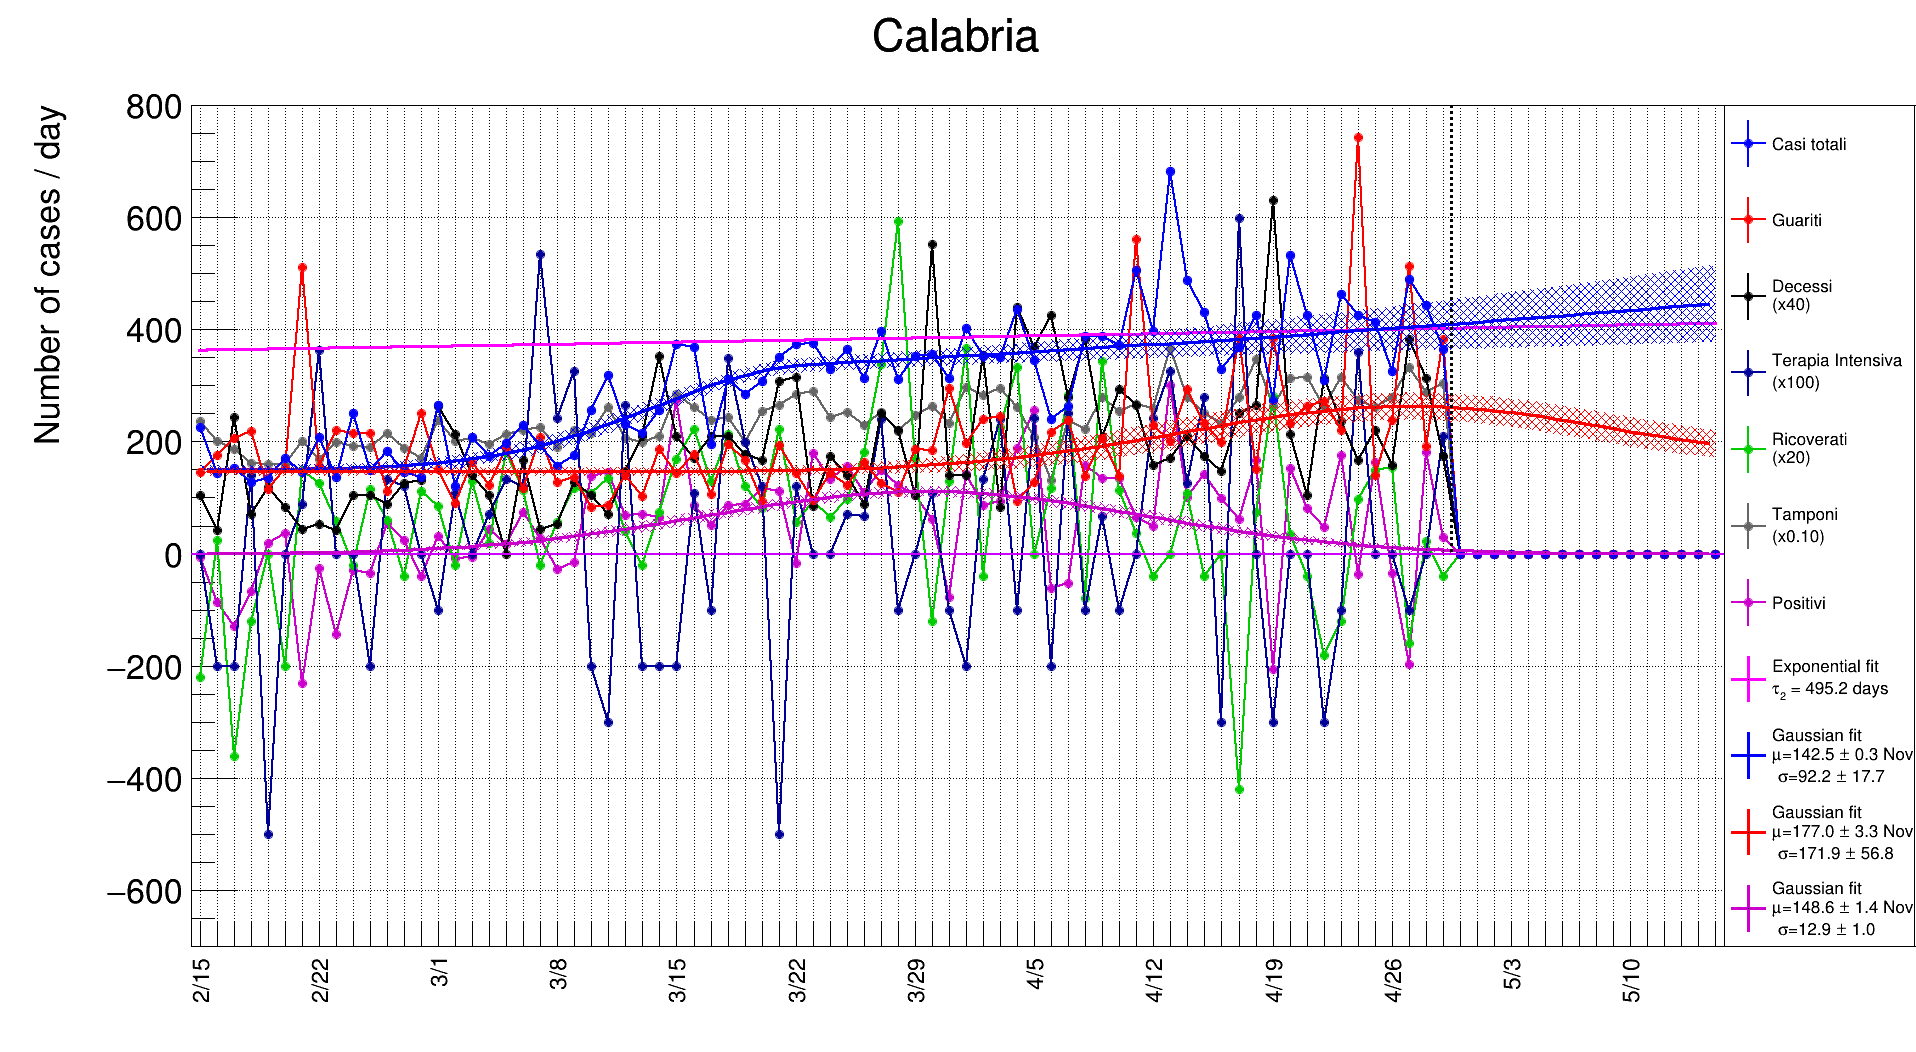 Calabria
Number of cases / day
800
600
400
200
0
−200
−400
−600
2/15
2/22
3/1
3/8
3/15
3/22
3/29
4/5
4/12
4/19
4/26
5/3
5/10
Casi totali
Guariti
Decessi
(x40)
Terapia Intensiva
(x100)
Ricoverati
(x20)
Tamponi
(x0.10)
Positivi
Exponential fit
τ2 = 495.2 days
Gaussian fit
μ=142.5 ± 0.3 Nov
σ=92.2 ± 17.7
Gaussian fit
μ=177.0 ± 3.3 Nov
σ=171.9 ± 56.8
Gaussian fit
μ=148.6 ± 1.4 Nov
σ=12.9 ± 1.0